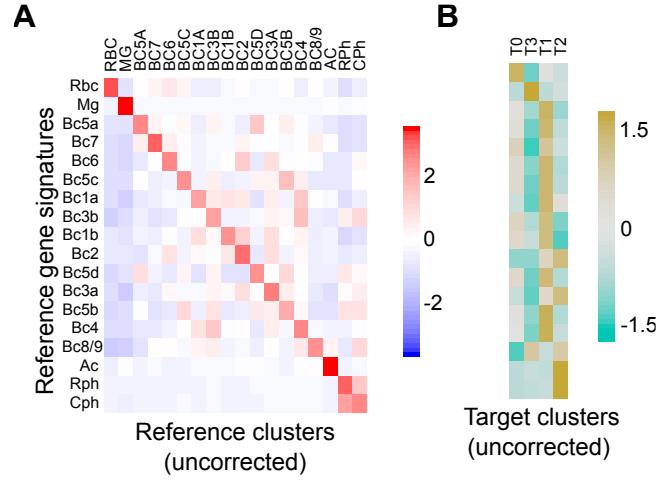 A
B
RBC
MG
BC5A
BC7
BC6
BC5C
BC1A
BC3B
BC1B
BC2
BC5D
BC3A
BC5B
BC4
BC8/9
AC
RPh
CPh
T0
T3
T1
T2
Reference gene signatures
Rbc
Mg
Bc5a
Bc7
Bc6
Bc5c
Bc1a
Bc3b
Bc1b
Bc2
Bc5d
Bc3a
Bc5b
Bc4
Bc8/9
Ac
Rph
Cph
2
0
-2
1.5
0
-1.5
Reference clusters
(uncorrected)
Target clusters
(uncorrected)